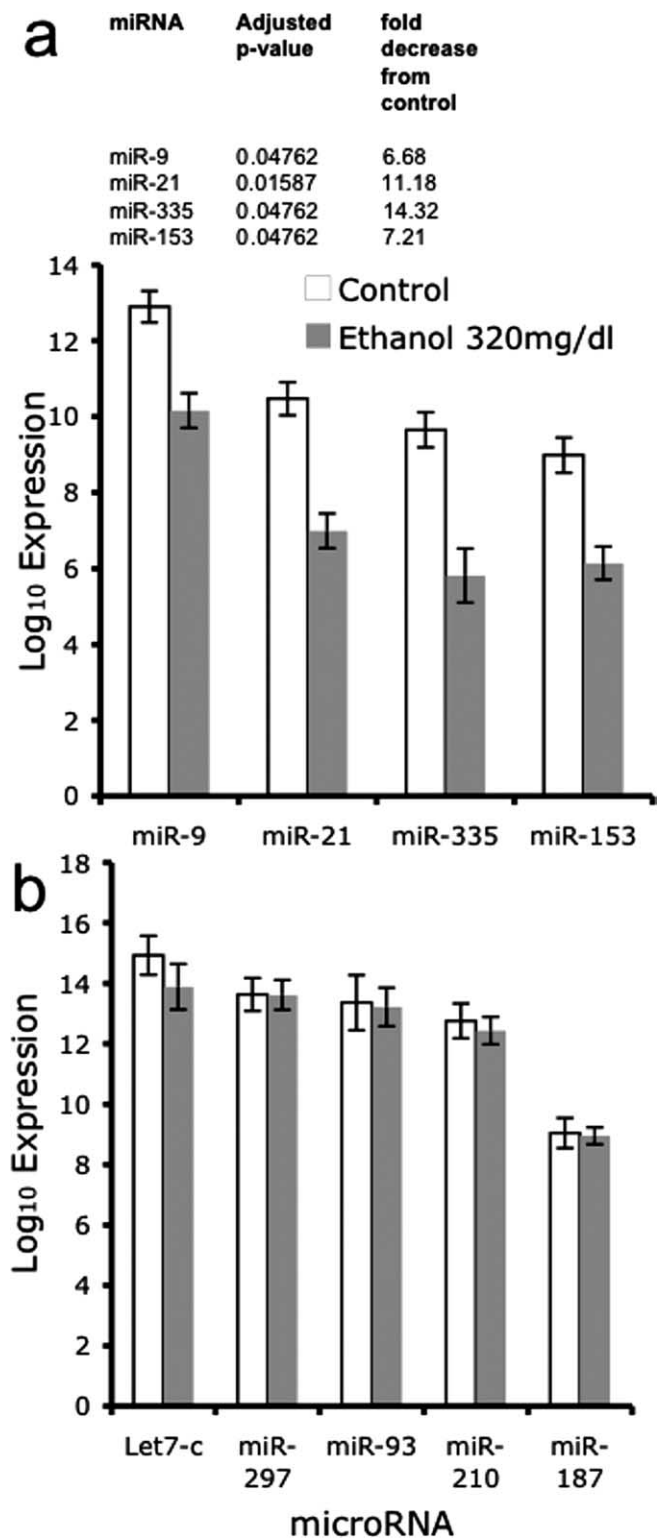 a
miRNA Adjusted p-value fold decrease from control
miR-9 0.04762 6.68
miR-21 0.01587 11.18
miR-335 0.04762 14.32
miR-153 0.04762 7.21
Control
Ethanol 320mg/dl
Log10 Expression
14
12
10
8
6
4
2
0
miR-9 miR-21 miR-335 miR-153
b
Log10 Expression
18
16
14
12
10
8
6
4
2
0
Let7-c miR-297 miR-93 miR-210 miR-187
microRNA